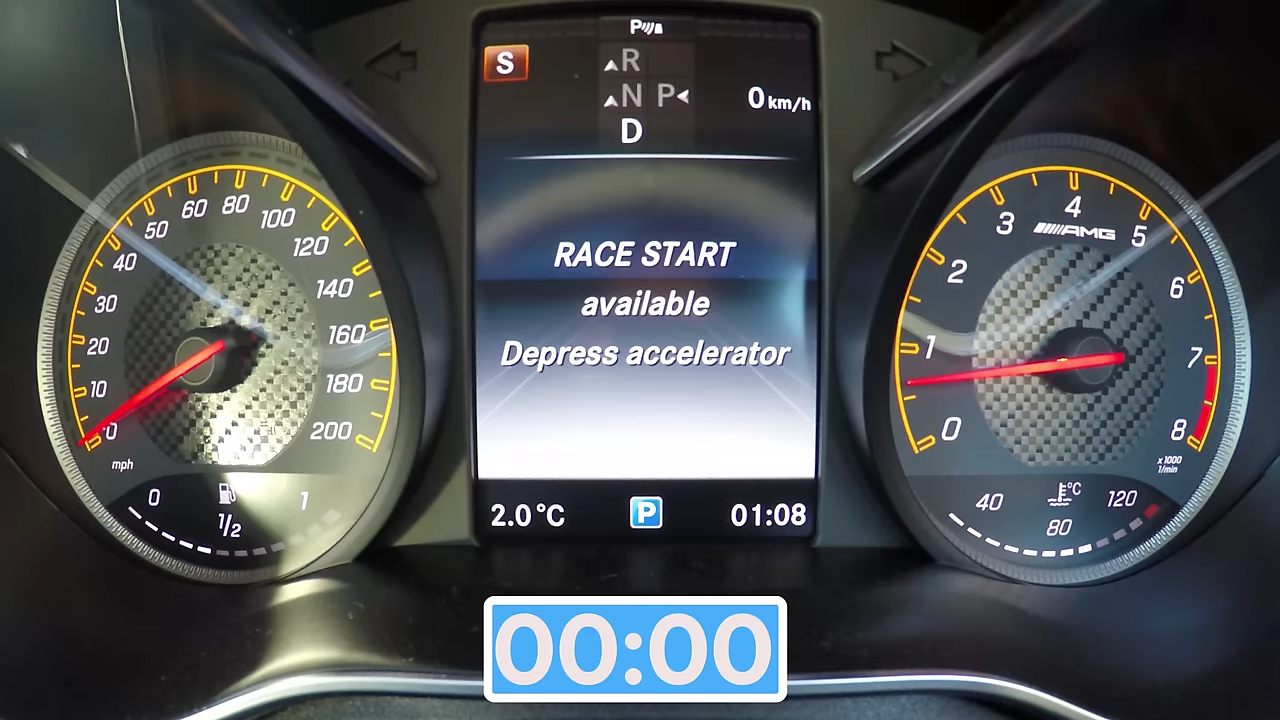 P
S
R
N P
0 km/h
D
RACE START
available
Depress accelerator
2.0°C
P
01:08
0
10
20
30
40
50
60
80
100
120
140
160
180
200
mph
0
1/2
1
0
1
2
3
4
5
6
7
8
AMG
x1000
1/min
40
°C
80
120
00:00